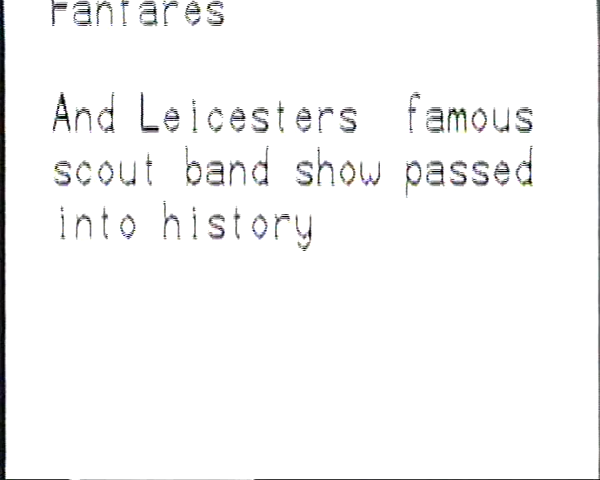 Fanfares
And Leicesters famous
scout band show passed
into history